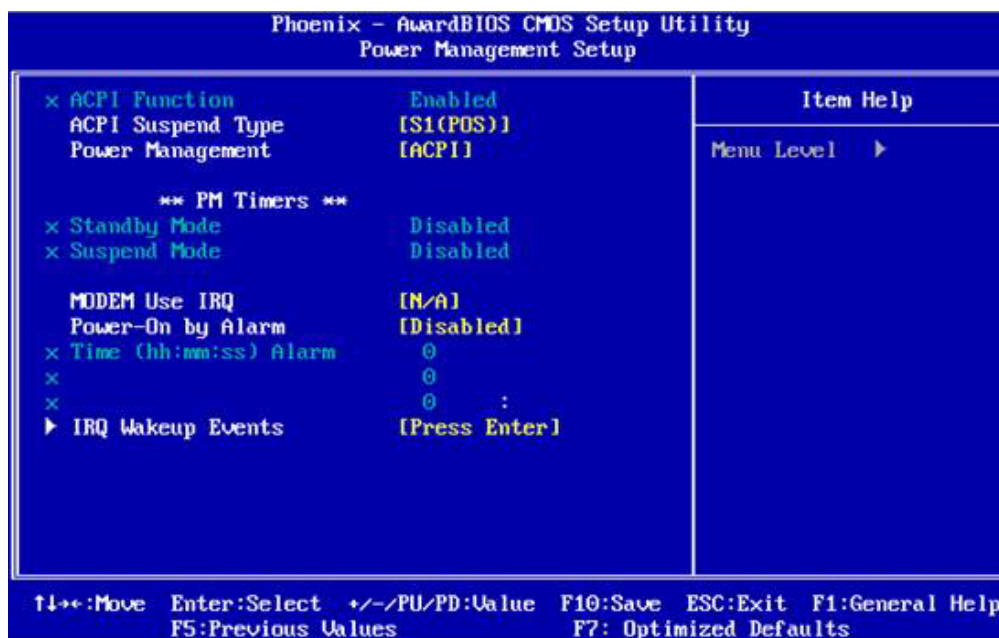 Phoenix - AwardBIOS CMOS Setup Utility
Power Management Setup
x ACPI Function Enabled
ACPI Suspend Type [S1(POS)]
Power Management [ACPI]
** PM Timers **
x Standby Mode Disabled
x Suspend Mode Disabled
MODEM Use IRQ [N/A]
Power-On by Alarm [Disabled]
x Time (hh:mm:ss) Alarm 0
x 0
x 0 :
▶ IRQ Wakeup Events [Press Enter]
Item Help
Menu Level ▶
↑↓→←:Move Enter:Select +/-/PU/PD:Value F10:Save ESC:Exit F1:General Help
F5:Previous Values F7: Optimized Defaults